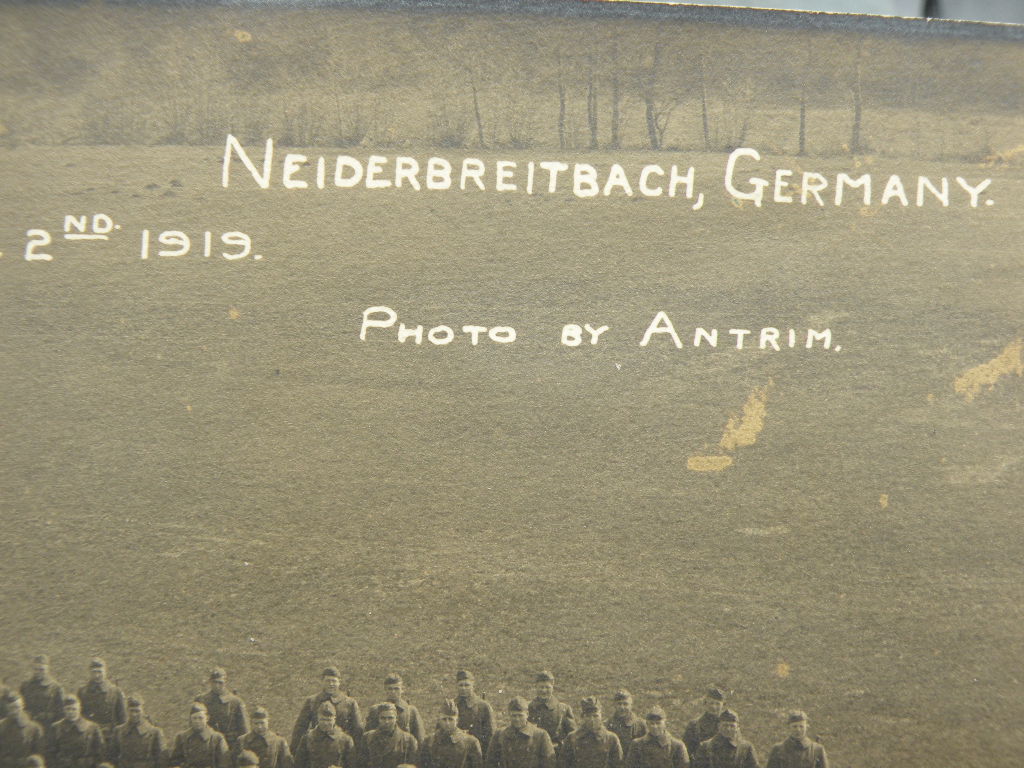 NEIDERBREITBACH, GERMANY.
2ND. 1919.
PHOTO BY ANTRIM.